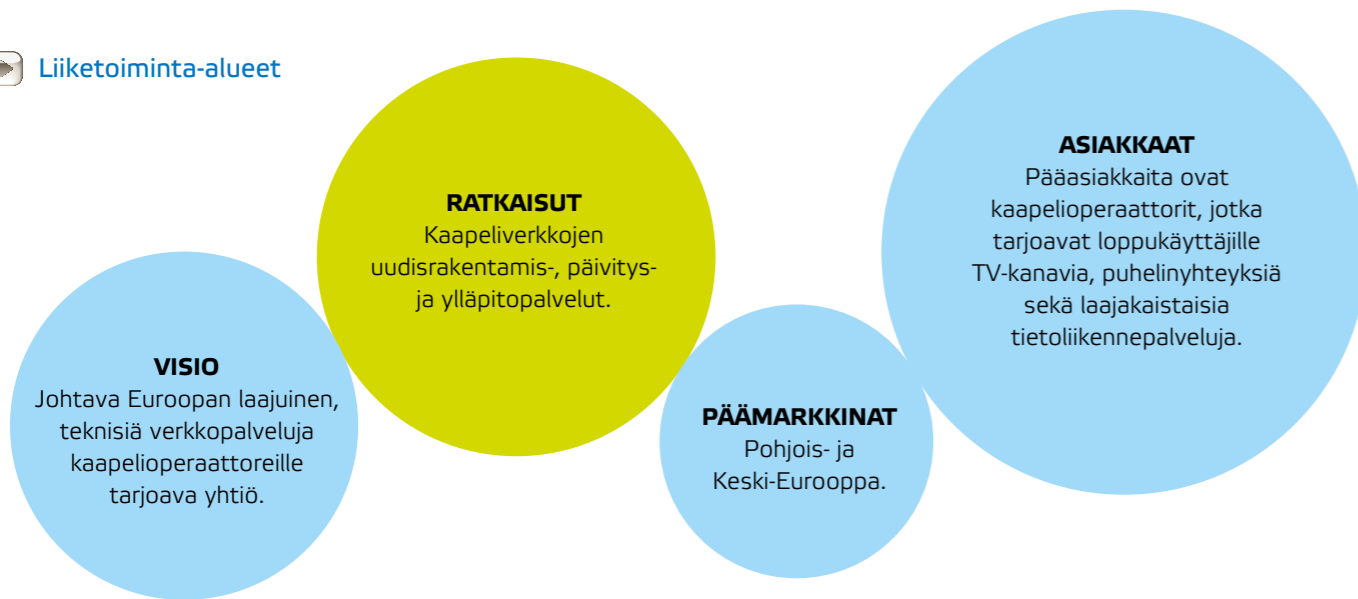 Liiketoiminta-alueet
VISIO
Johtava Euroopan laajuinen,
teknisiä verkkopalveluja
kaapelioperaattoreille
tarjoava yhtiö.
RATKAISUT
Kaapeliverkkojen
uudisrakentamis-, päivitys-
ja ylläpitopalvelut.
PÄÄMARKKINAT
Pohjois- ja
Keski-Eurooppa.
ASIAKKAAT
Pääasiakkaita ovat
kaapelioperaattorit, jotka
tarjoavat loppukäyttäjille
TV-kanavia, puhelinyhteyksiä
sekä laajakaistaisia
tietoliikennepalveluja.